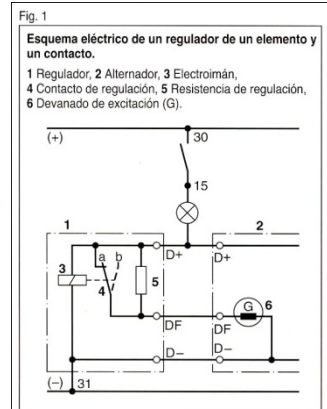 Fig. 1
Esquema eléctrico de un regulador de un elemento y
un contacto.
1 Regulador, 2 Alternador, 3 Electroimán,
4 Contacto de regulación, 5 Resistencia de regulación,
6 Devanado de excitación (G).
(+)
30
15
1
2
a b
D+
D+
3
4
5
G
6
DF
DF
D–
D–
(–)
31